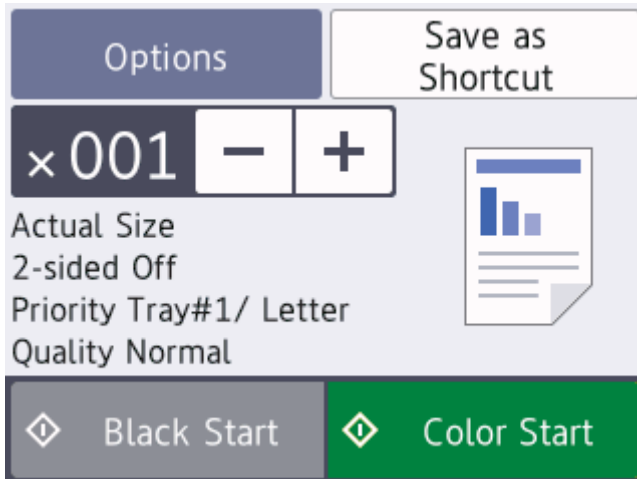 Options
Save as
Shortcut
×001 − +
Actual Size
2-sided Off
Priority Tray#1/ Letter
Quality Normal
Black Start
Color Start